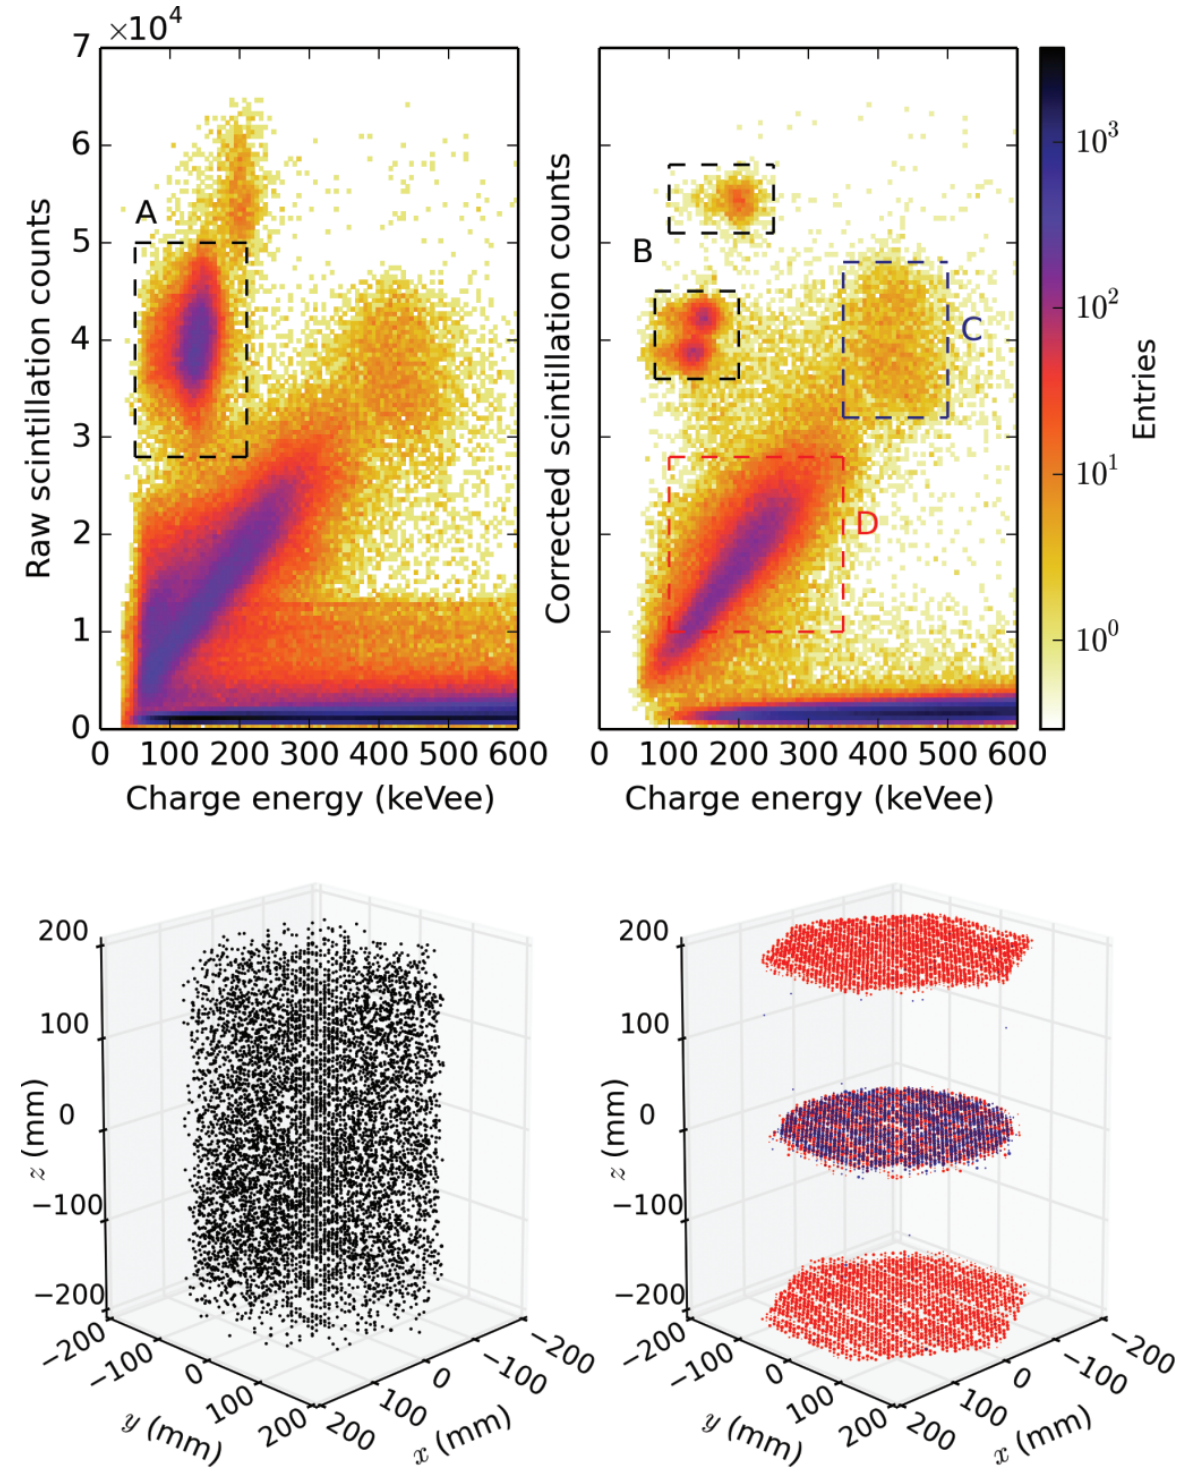 ×10⁴
7
6
5
4
3
2
1
0
Raw scintillation counts
A
0 100 200 300 400 500 600
Charge energy (keVee)
Corrected scintillation counts
B
C
D
0 100 200 300 400 500 600
Charge energy (keVee)
10³
10²
10¹
10⁰
Entries
200
100
0
−100
−200
z (mm)
−200
−100
0
100
200
y (mm)
−200
−100
0
100
200
x (mm)
200
100
0
−100
−200
z (mm)
−200
−100
0
100
200
y (mm)
−200
−100
0
100
200
x (mm)